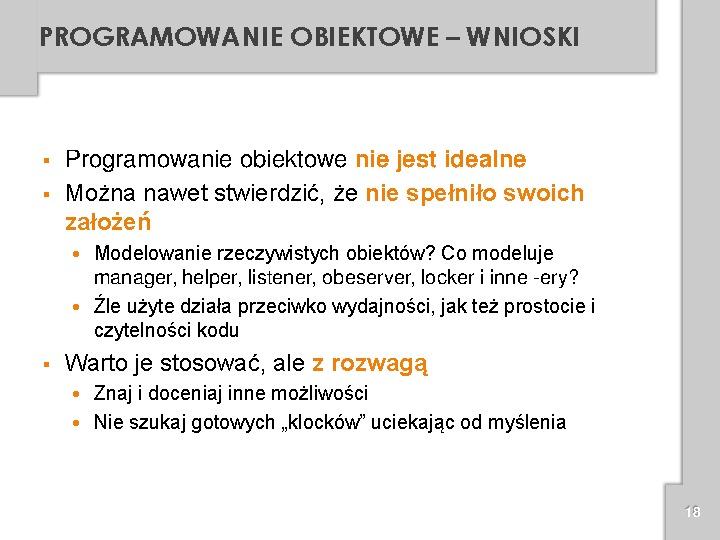 PROGRAMOWANIE OBIEKTOWE – WNIOSKI
▪ Programowanie obiektowe nie jest idealne
▪ Można nawet stwierdzić, że nie spełniło swoich
założeń
• Modelowanie rzeczywistych obiektów? Co modeluje
manager, helper, listener, obeserver, locker i inne -ery?
• Źle użyte działa przeciwko wydajności, jak też prostocie i
czytelności kodu
▪ Warto je stosować, ale z rozwagą
• Znaj i doceniaj inne możliwości
• Nie szukaj gotowych „klocków” uciekając od myślenia
18